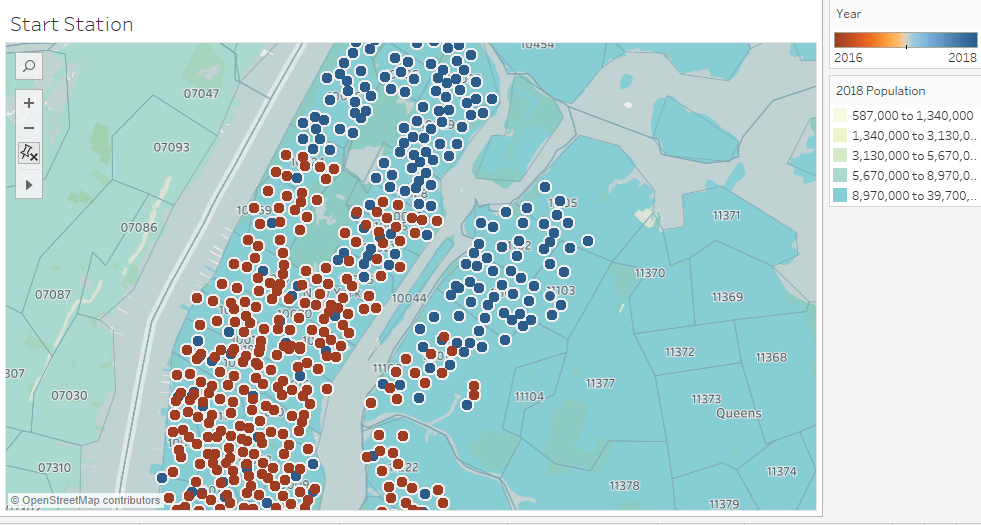 Start Station
Year
2016
2018
2018 Population
587,000 to 1,340,000
1,340,000 to 3,130,0..
3,130,000 to 5,670,0..
5,670,000 to 8,970,0..
8,970,000 to 39,700,..
10454
07047
07093
11371
07086
11370
07087
10044
11103
11369
11372
11368
11377
07030
11104
11373
Queens
07310
11374
11378
11379
© OpenStreetMap contributors